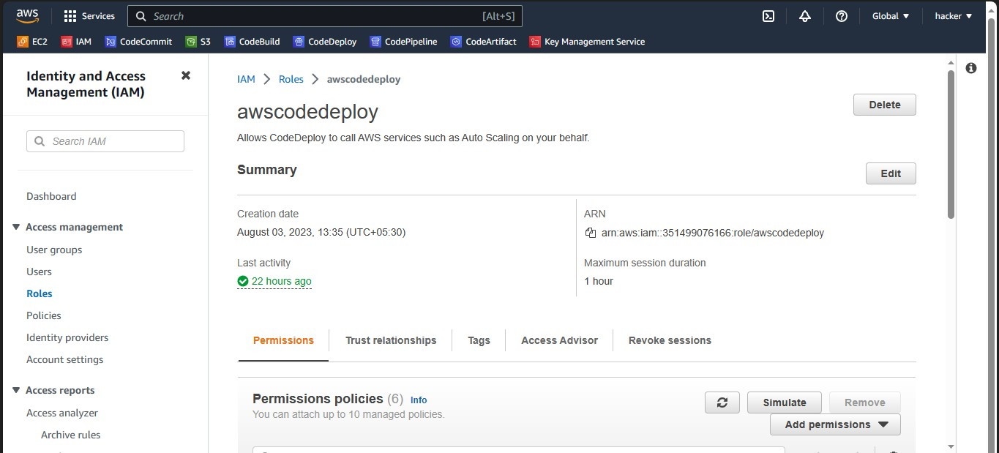 aws
Services
Search
[Alt+S]
Global
hacker
EC2
IAM
CodeCommit
S3
CodeBuild
CodeDeploy
CodePipeline
CodeArtifact
Key Management Service
Identity and Access
Management (IAM)
Search IAM
Dashboard
Access management
User groups
Users
Roles
Policies
Identity providers
Account settings
Access reports
Access analyzer
Archive rules
IAM
Roles
awscodedeploy
awscodedeploy
Delete
Allows CodeDeploy to call AWS services such as Auto Scaling on your behalf.
Summary
Edit
Creation date
August 03, 2023, 13:35 (UTC+05:30)
ARN
arn:aws:iam::351499076166:role/awscodedeploy
Last activity
22 hours ago
Maximum session duration
1 hour
Permissions
Trust relationships
Tags
Access Advisor
Revoke sessions
Permissions policies (6)
Info
You can attach up to 10 managed policies.
Simulate
Remove
Add permissions